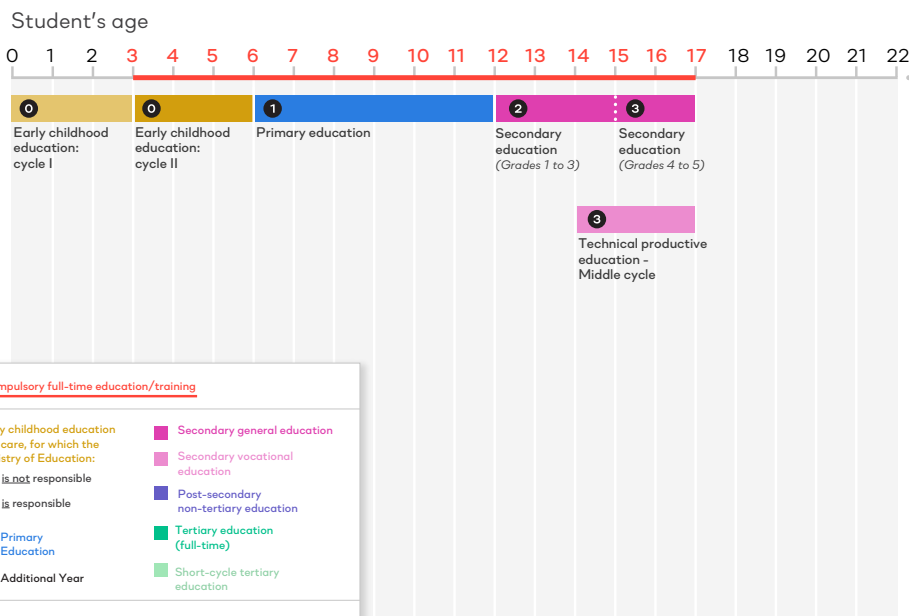 Student's age
0 1 2 3 4 5 6 7 8 9 10 11 12 13 14 15 16 17 18 19 20 21 22
0 0 1 2 3
Early childhood
education:
cycle I
Early childhood
education:
cycle II
Primary education
Secondary
education
(Grades 1 to 3)
Secondary
education
(Grades 4 to 5)
3
Technical productive
education -
Middle cycle
mpulsory full-time education/training
y childhood education
care, for which the
stry of Education:
is not responsible
is responsible
Primary
Education
Additional Year
Secondary general education
Secondary vocational
education
Post-secondary
non-tertiary education
Tertiary education
(full-time)
Short-cycle tertiary
education